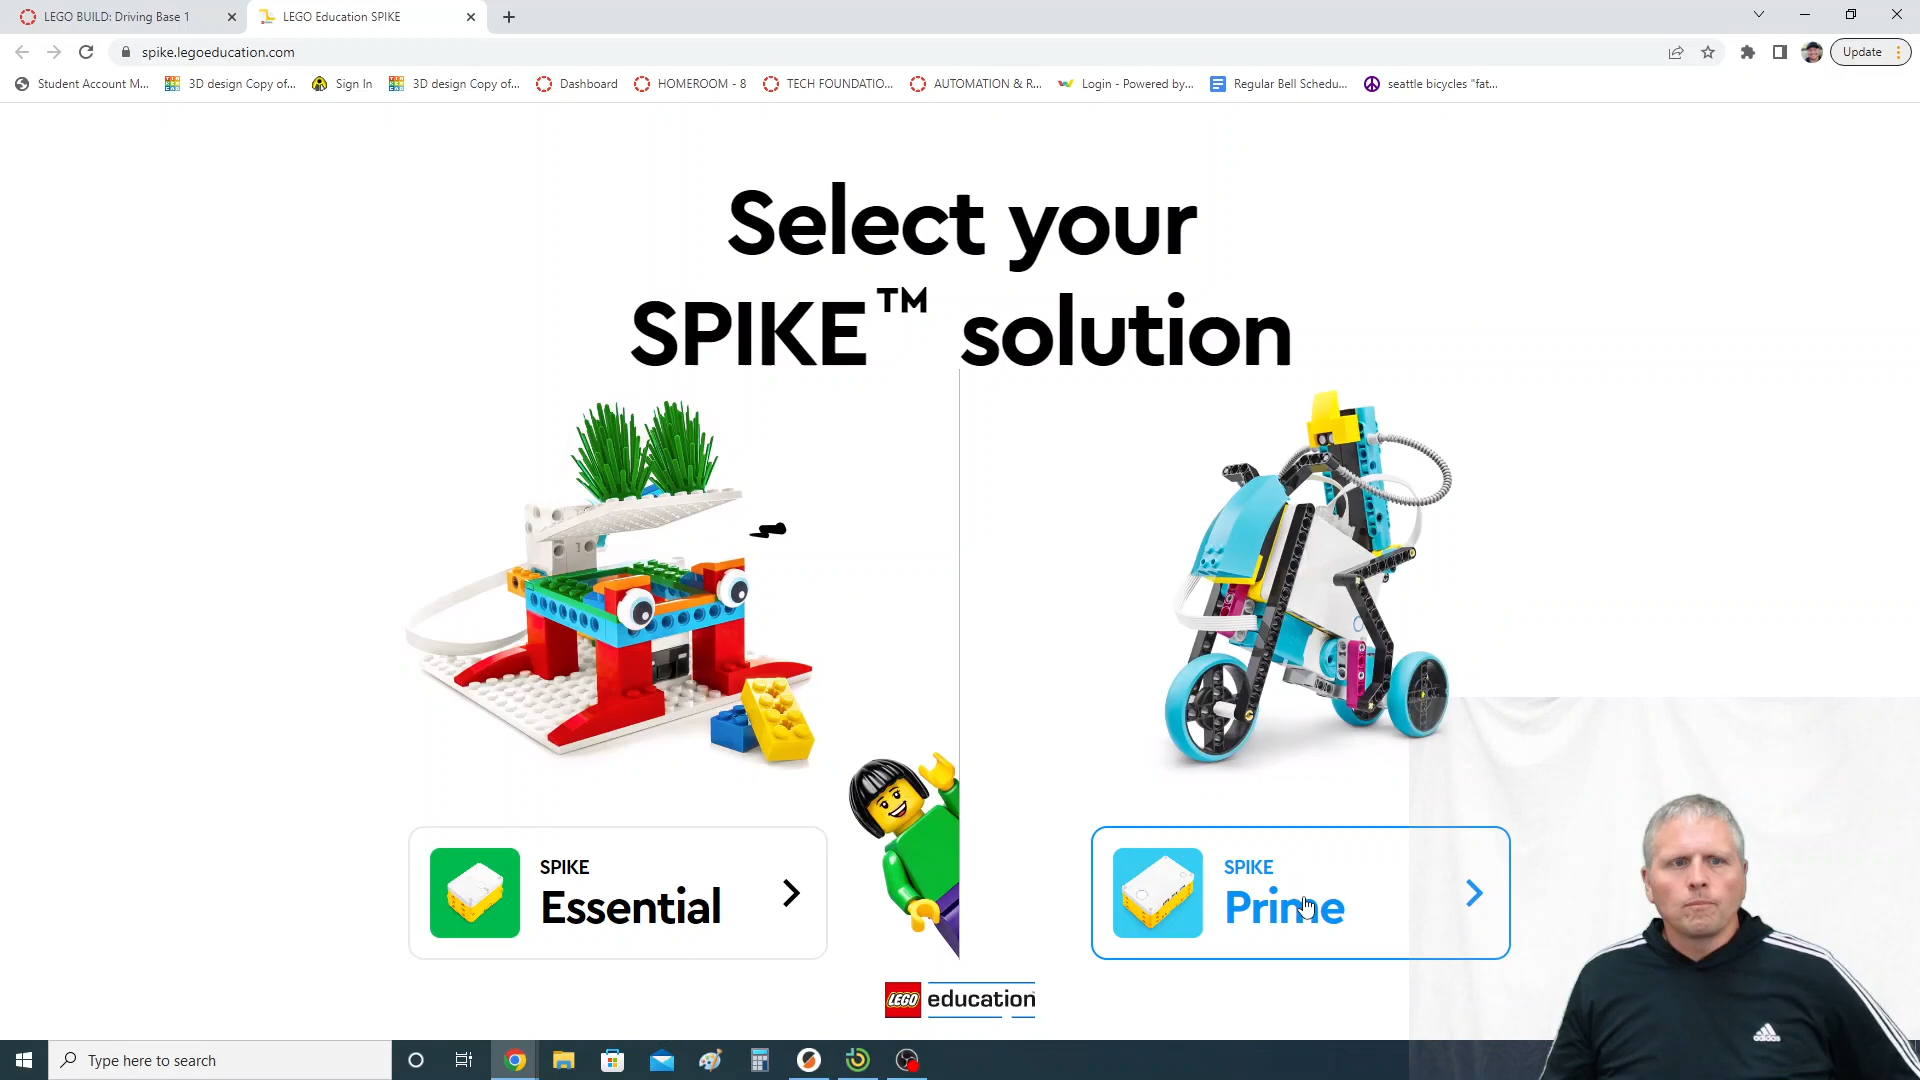 LEGO BUILD: Driving Base 1
LEGO Education SPIKE
spike.legoeducation.com
Update
Student Account M...
3D design Copy of...
Sign In
3D design Copy of...
Dashboard
HOMEROOM - 8
TECH FOUNDATIO...
AUTOMATION & R...
Login - Powered by...
Regular Bell Schedu...
seattle bicycles "fat...
Select your
SPIKE™ solution
SPIKE
Essential
SPIKE
Prime
LEGO education
Type here to search
adidas